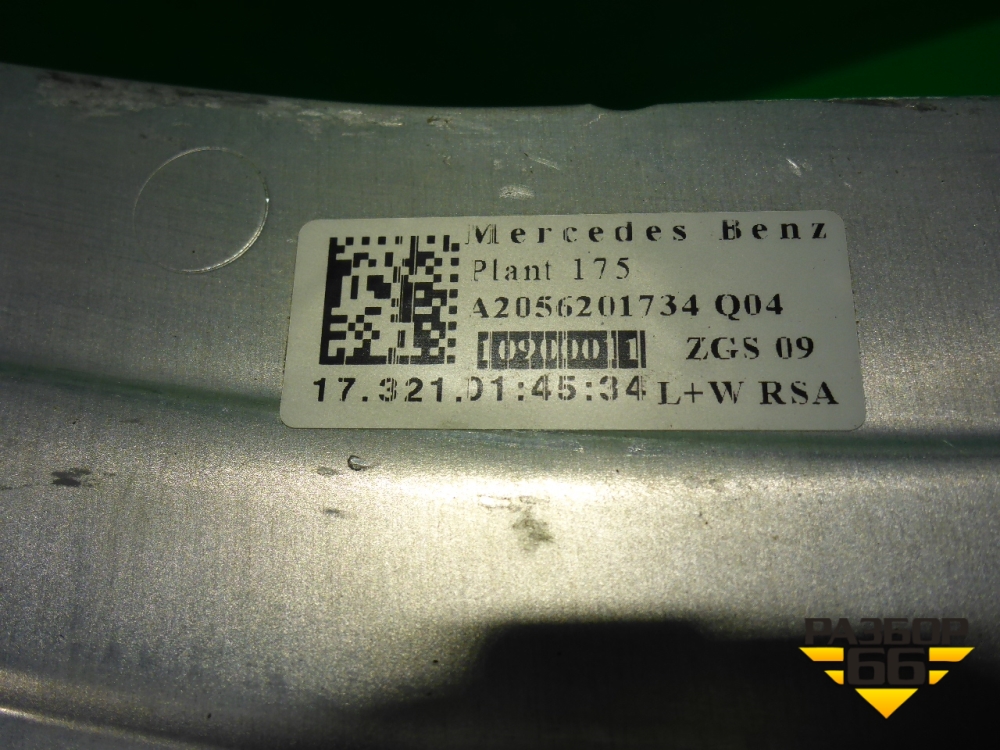 Mercedes Benz
Plant 175
A2056201734 Q04
ZGS 09
17.321.01:45:34 L+W RSA
РАЗБОР
66